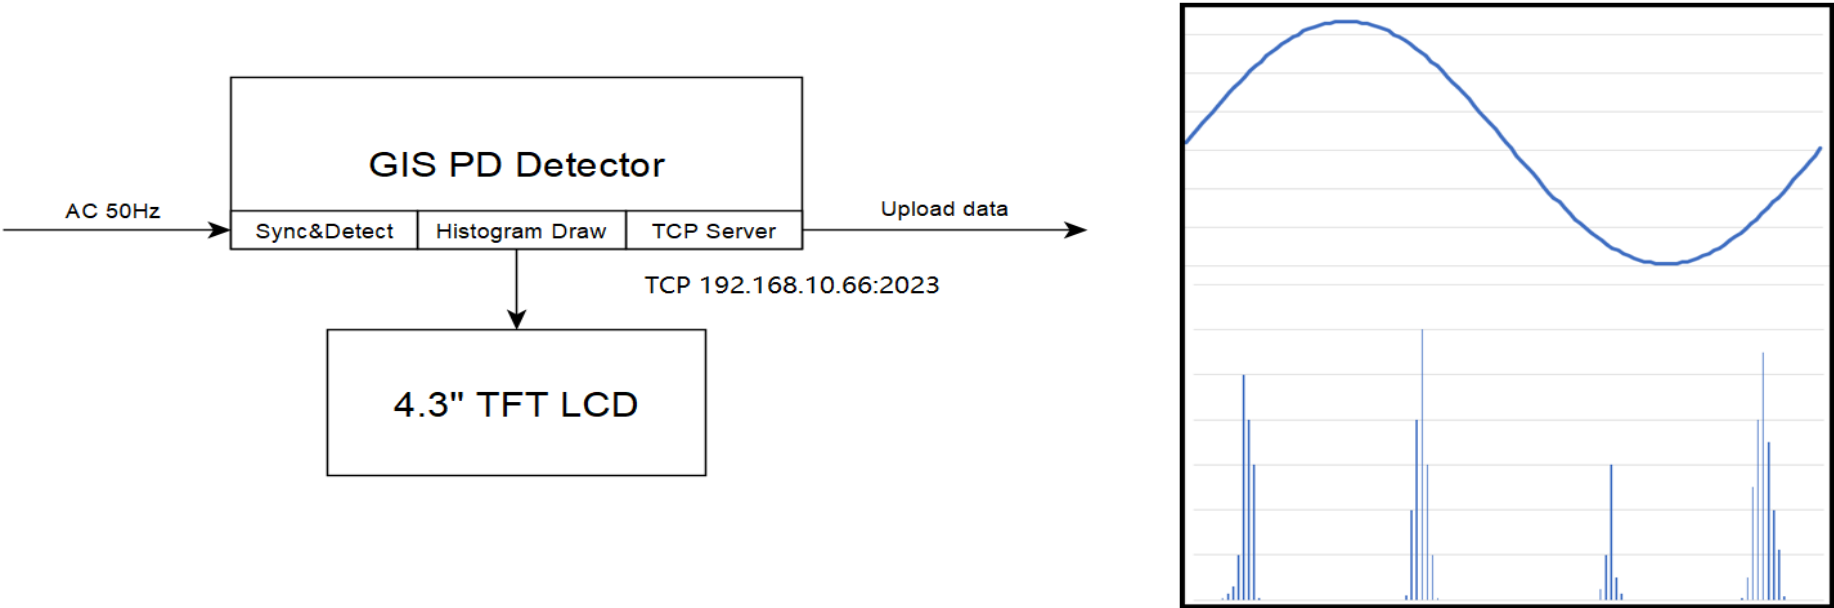 GIS PD Detector
AC 50Hz
Sync&Detect
Histogram Draw
TCP Server
Upload data
TCP 192.168.10.66:2023
4.3" TFT LCD